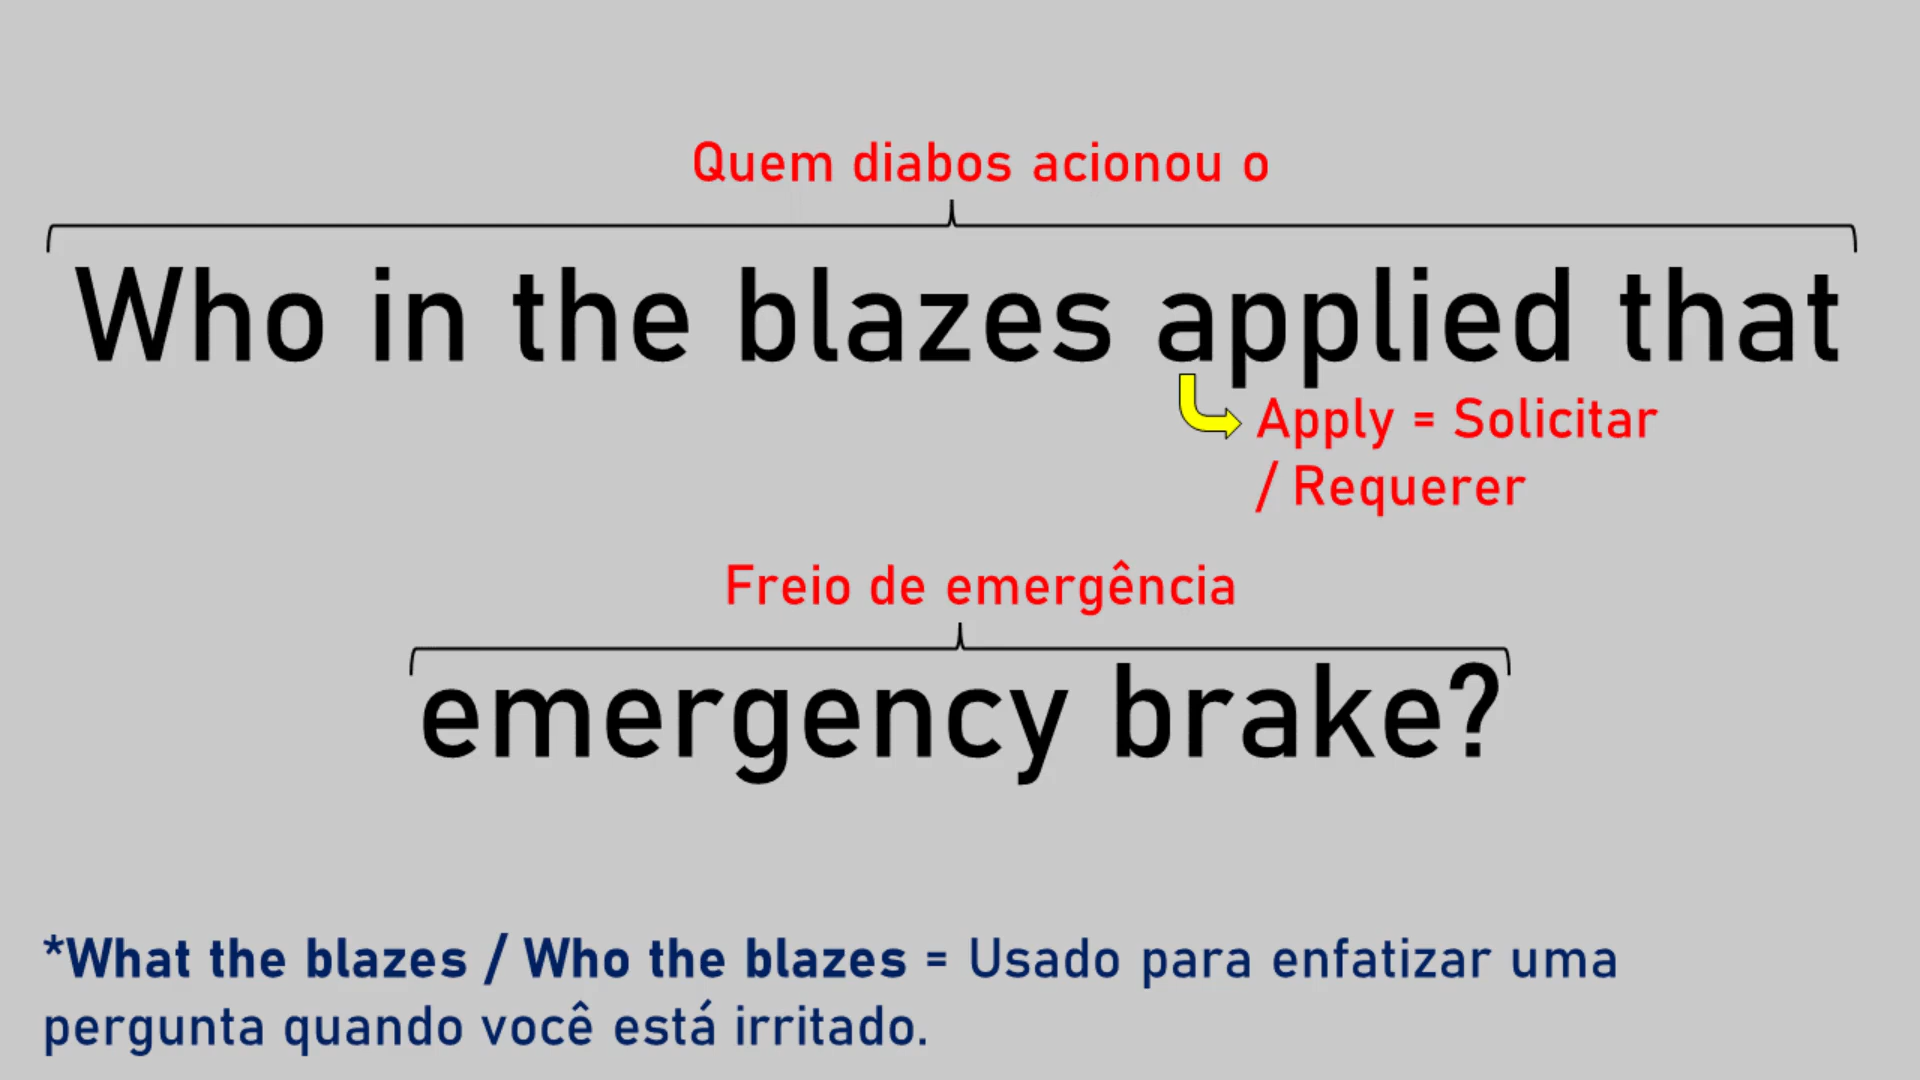 Quem diabos acionou o
Who in the blazes applied that
Apply = Solicitar
/ Requerer
Freio de emergência
emergency brake?
*What the blazes / Who the blazes = Usado para enfatizar uma
pergunta quando você está irritado.